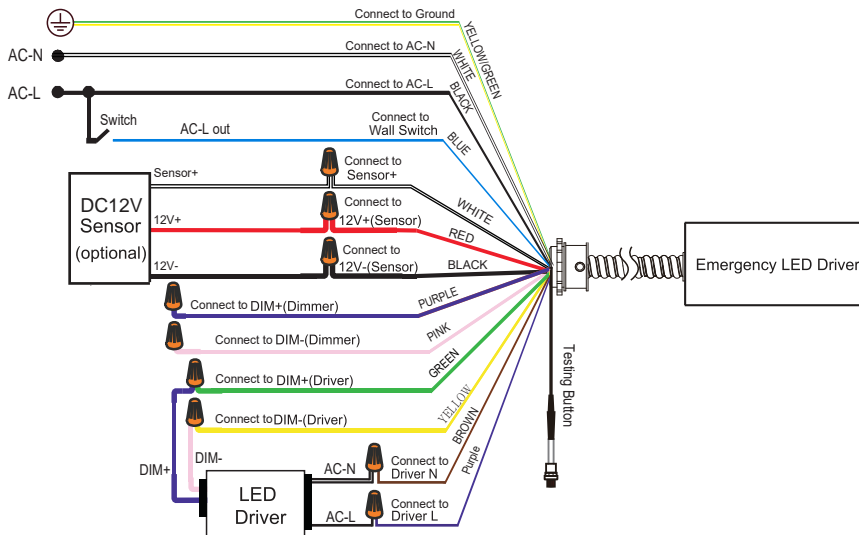 Connect to Ground
YELLOW/GREEN
AC-N
Connect to AC-N
WHITE
AC-L
Connect to AC-L
BLACK
Switch
AC-L out
Connect to
Wall Switch
BLUE
Sensor+
Connect to
Sensor+
WHITE
DC12V
Sensor
(optional)
12V+
Connect to
12V+(Sensor)
RED
12V-
Connect to
12V-(Sensor)
BLACK
Emergency LED Driver
Connect to DIM+(Dimmer)
PURPLE
Connect to DIM-(Dimmer)
PINK
Connect to DIM+(Driver)
GREEN
Connect to DIM-(Driver)
YELLOW
Testing Button
BROWN
Purple
DIM+
DIM-
LED
Driver
AC-N
Connect to
Driver N
AC-L
Connect to
Driver L